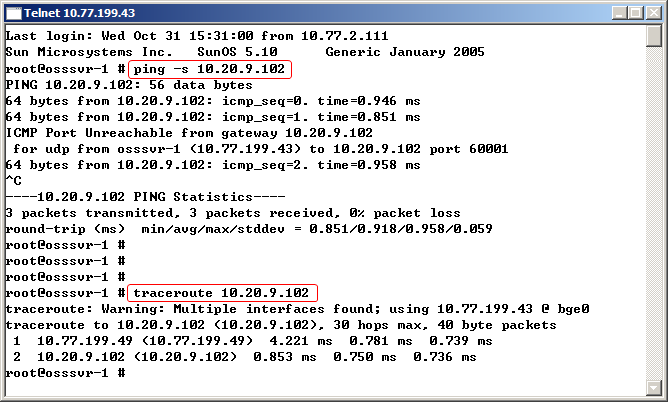 Telnet 10.77.199.43
Last login: Wed Oct 31 15:31:00 from 10.77.2.111
Sun Microsystems Inc.   SunOS 5.10      Generic January 2005
root@osssvr-1 # ping -s 10.20.9.102
PING 10.20.9.102: 56 data bytes
64 bytes from 10.20.9.102: icmp_seq=0. time=0.946 ms
64 bytes from 10.20.9.102: icmp_seq=1. time=0.851 ms
ICMP Port Unreachable from gateway 10.20.9.102
 for udp from osssvr-1 (10.77.199.43) to 10.20.9.102 port 60001
64 bytes from 10.20.9.102: icmp_seq=2. time=0.958 ms
^C
----10.20.9.102 PING Statistics----
3 packets transmitted, 3 packets received, 0% packet loss
round-trip (ms)  min/avg/max/stddev = 0.851/0.918/0.958/0.059
root@osssvr-1 #
root@osssvr-1 #
root@osssvr-1 #
root@osssvr-1 # traceroute 10.20.9.102
traceroute: Warning: Multiple interfaces found; using 10.77.199.43 @ bge0
traceroute to 10.20.9.102 (10.20.9.102), 30 hops max, 40 byte packets
 1  10.77.199.49 (10.77.199.49)  4.221 ms  0.781 ms  0.739 ms
 2  10.20.9.102 (10.20.9.102)  0.853 ms  0.750 ms  0.736 ms
root@osssvr-1 #